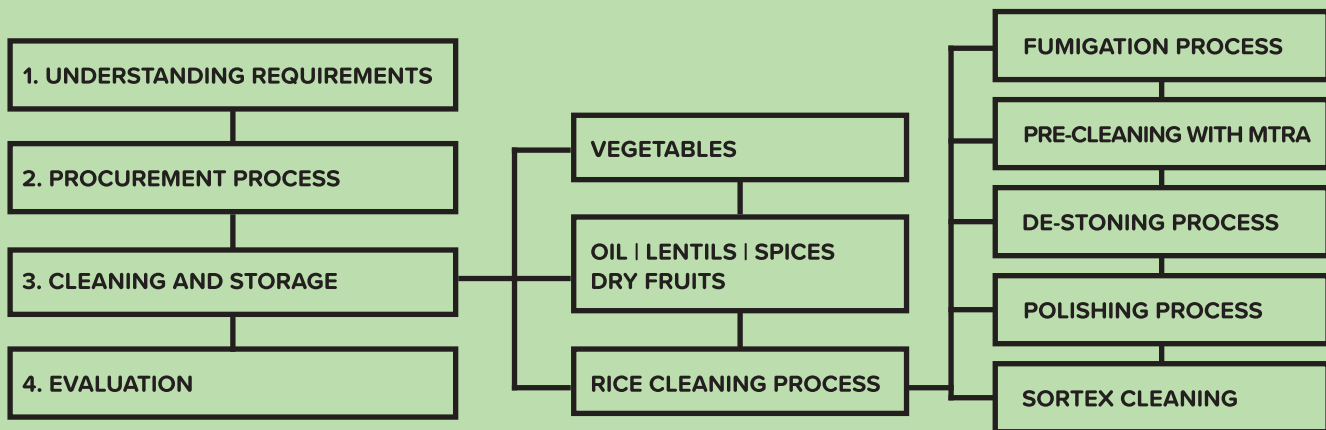 1. UNDERSTANDING REQUIREMENTS
2. PROCUREMENT PROCESS
3. CLEANING AND STORAGE
4. EVALUATION
VEGETABLES
OIL | LENTILS | SPICES
DRY FRUITS
RICE CLEANING PROCESS
FUMIGATION PROCESS
PRE-CLEANING WITH MTRA
DE-STONING PROCESS
POLISHING PROCESS
SORTEX CLEANING